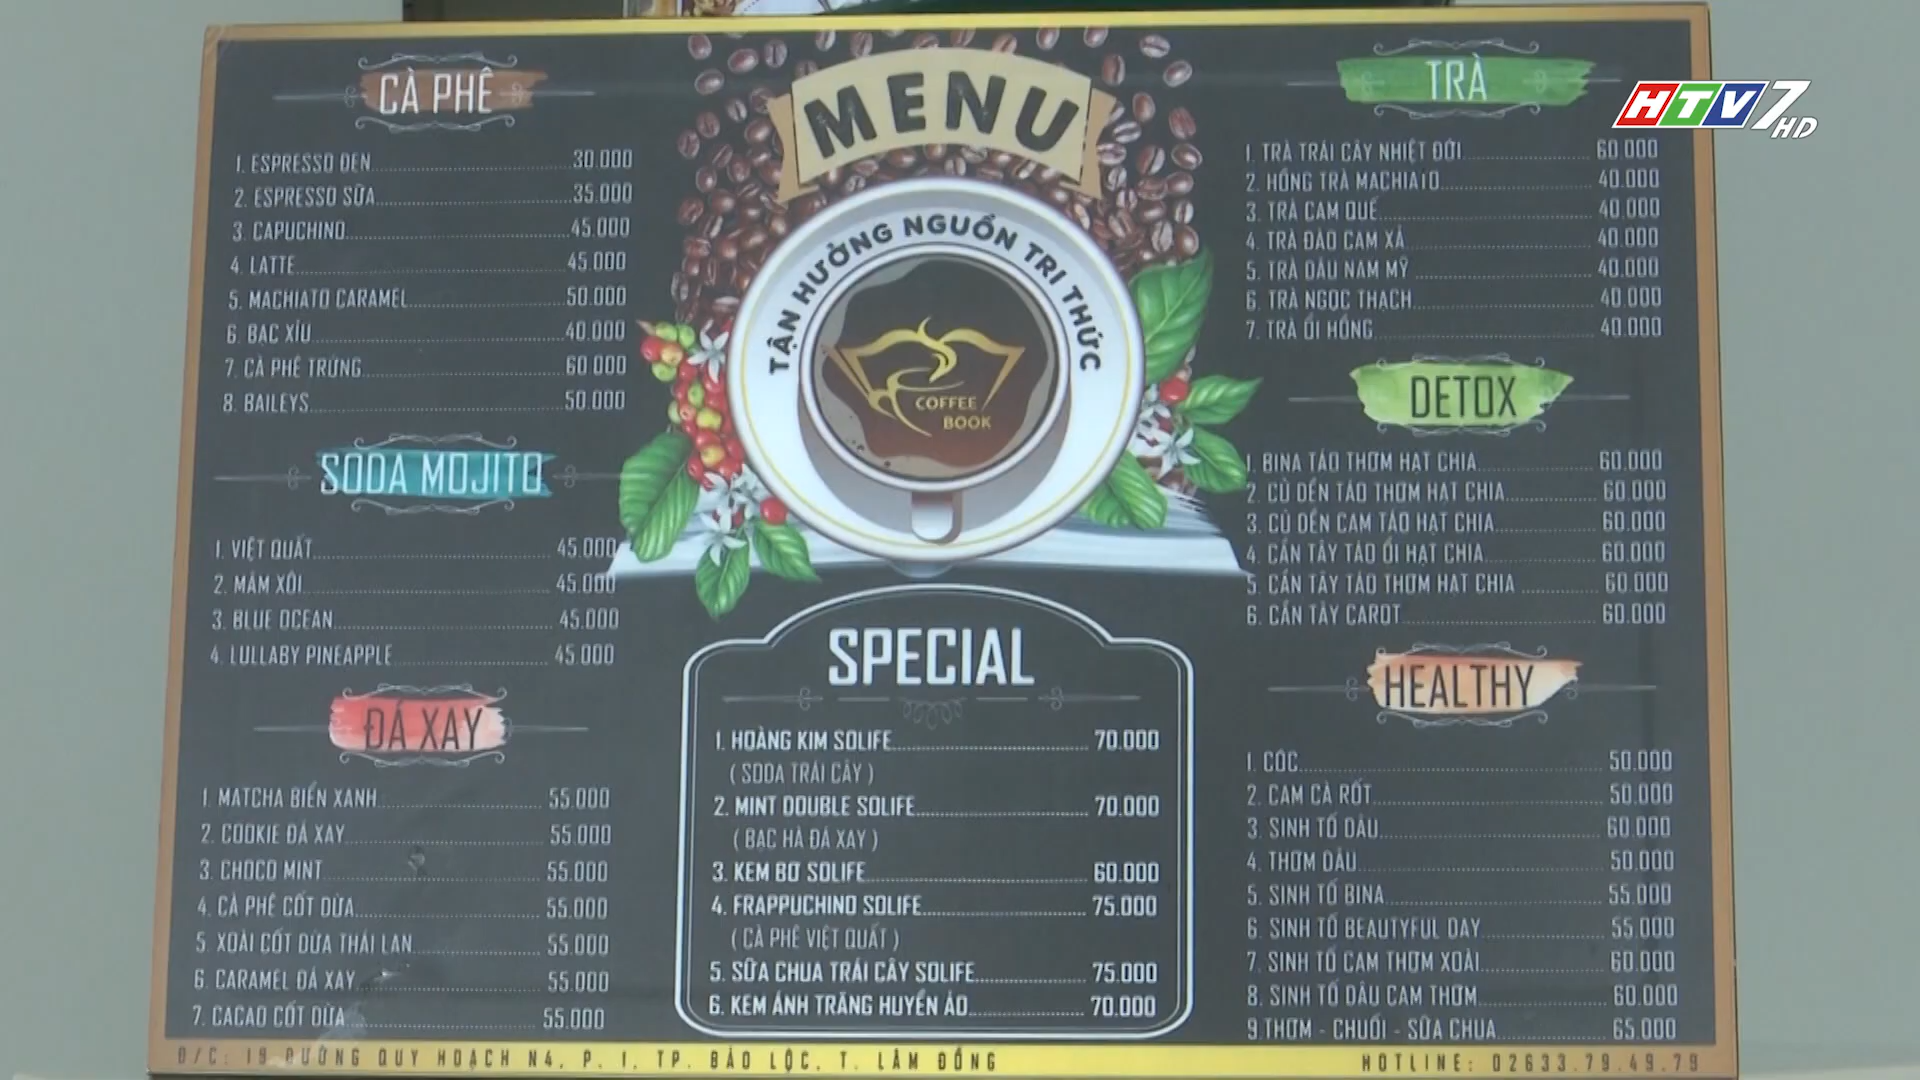 MENU
TẬN HƯỞNG NGUỒN TRI THỨC
COFFEE
BOOK
CÀ PHÊ
1. ESPRESSO ĐEN 30.000
2. ESPRESSO SỮA 35.000
3. CAPUCHINO 45.000
4. LATTE 45.000
5. MACHIATO CARAMEL 50.000
6. BẠC XỈU 40.000
7. CÀ PHÊ TRỨNG 60.000
8. BAILEYS 50.000
SODA MOJITO
1. VIỆT QUẤT 45.000
2. MÂM XÔI 45.000
3. BLUE OCEAN 45.000
4. LULLABY PINEAPPLE 45.000
ĐÁ XAY
1. MATCHA BIỂN XANH 55.000
2. COOKIE ĐÁ XAY 55.000
3. CHOCO MINT 55.000
4. CÀ PHÊ CỐT DỪA 55.000
5. XOÀI CỐT DỪA THÁI LAN 55.000
6. CARAMEL ĐÁ XAY 55.000
7. CACAO CỐT DỪA 55.000
SPECIAL
1. HOÀNG KIM SOLIFE 70.000
( SODA TRÁI CÂY )
2. MINT DOUBLE SOLIFE 70.000
( BẠC HÀ ĐÁ XAY )
3. KEM BƠ SOLIFE 60.000
4. FRAPPUCHINO SOLIFE 75.000
( CÀ PHÊ VIỆT QUẤT )
5. SỮA CHUA TRÁI CÂY SOLIFE 75.000
6. KEM ÁNH TRĂNG HUYỀN ẢO 70.000
TRÀ
1. TRÀ TRÁI CÂY NHIỆT ĐỚI 60.000
2. HỒNG TRÀ MACHIATO 40.000
3. TRÀ CAM QUẾ 40.000
4. TRÀ ĐÀO CAM XẢ 40.000
5. TRÀ DÂU NAM MỸ 40.000
6. TRÀ NGỌC THẠCH 40.000
7. TRÀ ỔI HỒNG 40.000
DETOX
1. BINA TÁO THƠM HẠT CHIA 60.000
2. CỦ DỀN TÁO THƠM HẠT CHIA 60.000
3. CỦ DỀN CAM TÁO HẠT CHIA 60.000
4. CẦN TÂY TÁO ỔI HẠT CHIA 60.000
5. CẦN TÂY TÁO THƠM HẠT CHIA 60.000
6. CẦN TÂY CAROT 60.000
HEALTHY
1. CÓC 50.000
2. CAM CÀ RỐT 50.000
3. SINH TỐ DÂU 60.000
4. THƠM DÂU 50.000
5. SINH TỐ BINA 55.000
6. SINH TỐ BEAUTYFUL DAY 55.000
7. SINH TỐ CAM THƠM XOÀI 60.000
8. SINH TỐ DÂU CAM THƠM 60.000
9.THƠM - CHUỐI - SỮA CHUA 65.000
Đ/C: 19 ĐƯỜNG QUY HOẠCH N4, P. 1, TP. BẢO LỘC, T. LÂM ĐỒNG
HOTLINE: 02633.79.49.79
HTV7
HD